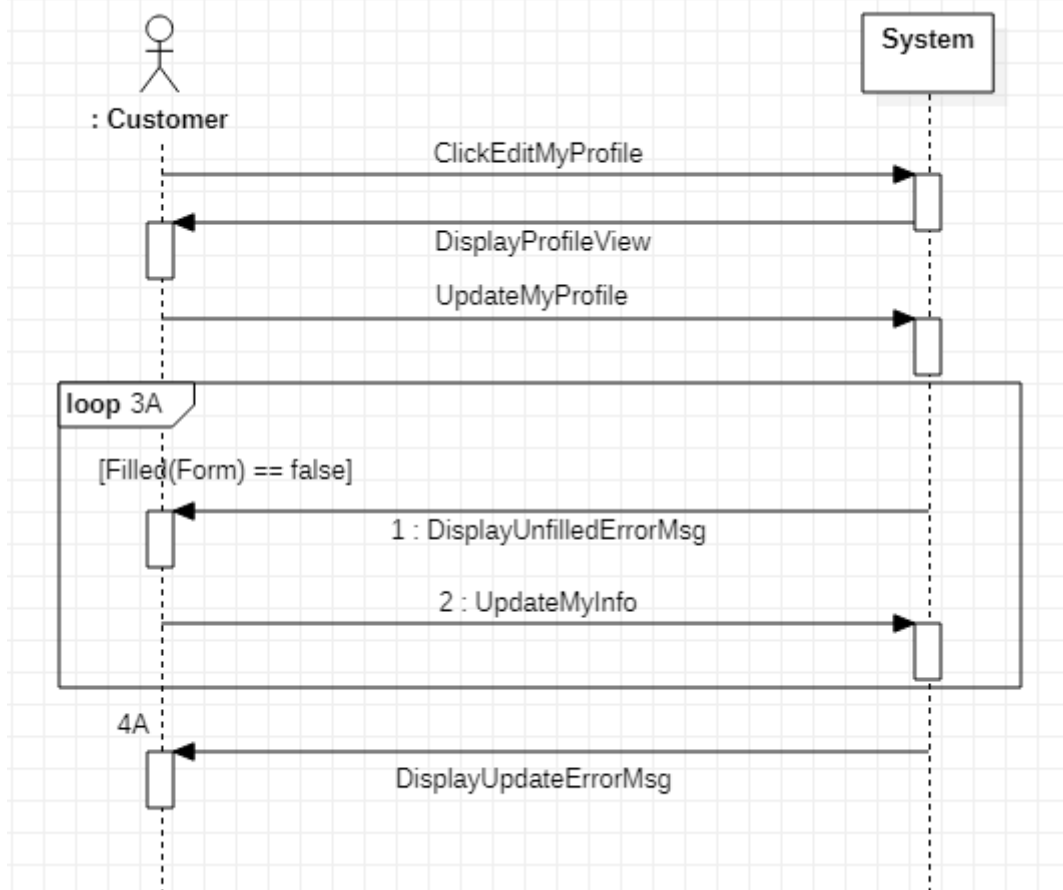 System
: Customer
ClickEditMyProfile
DisplayProfileView
UpdateMyProfile
loop 3A
[Filled(Form) == false]
1 : DisplayUnfilledErrorMsg
2 : UpdateMyInfo
4A
DisplayUpdateErrorMsg